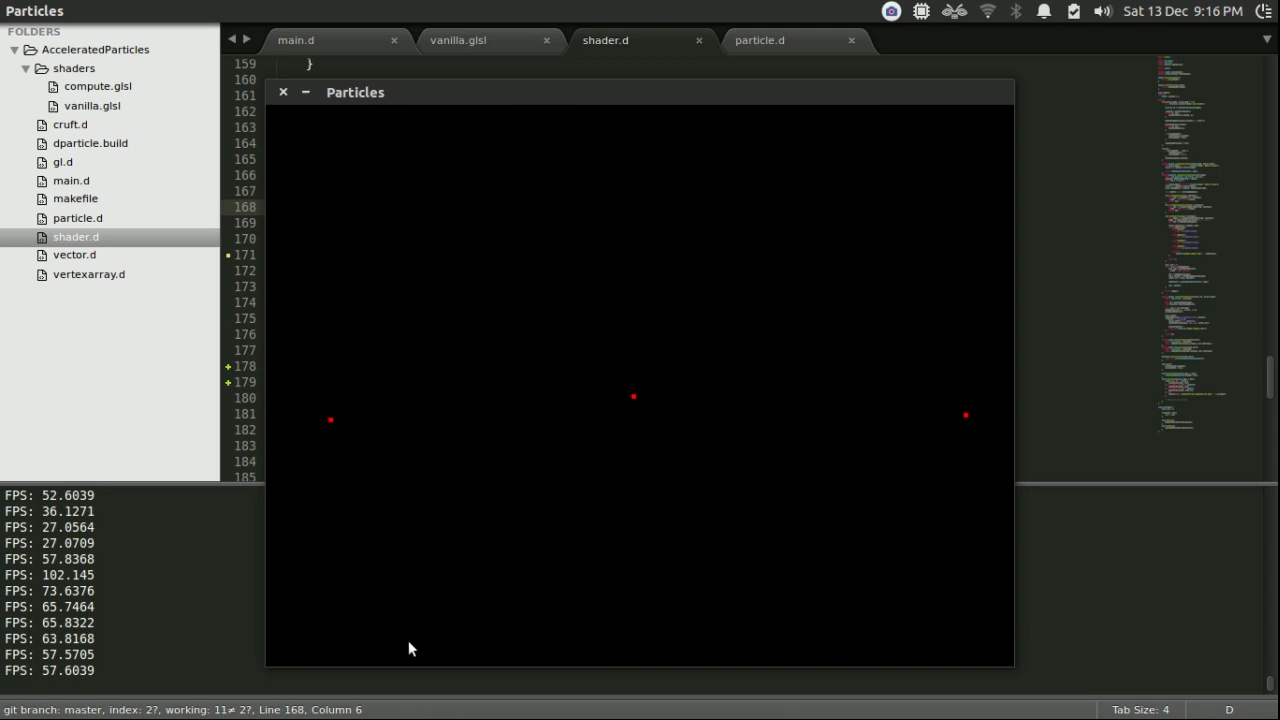 Particles
Sat 13 Dec 9:16 PM
FOLDERS
AcceleratedParticles
shaders
compute.glsl
vanilla.glsl
cruft.d
dparticle.build
gl.d
main.d
makefile
particle.d
shader.d
vector.d
vertexarray.d
main.d
vanilla.glsl
shader.d
particle.d
159 }
160
161
162
163
164
165
166
167
168
169
170
171
172
173
174
175
176
177
178
179
180
181
182
183
184
185
Particles
FPS: 52.6039
FPS: 36.1271
FPS: 27.0564
FPS: 27.0709
FPS: 57.8368
FPS: 102.145
FPS: 73.6376
FPS: 65.7464
FPS: 65.8322
FPS: 63.8168
FPS: 57.5705
FPS: 57.6039
git branch: master, index: 2?, working: 11≠ 2?, Line 168, Column 6
Tab Size: 4
D